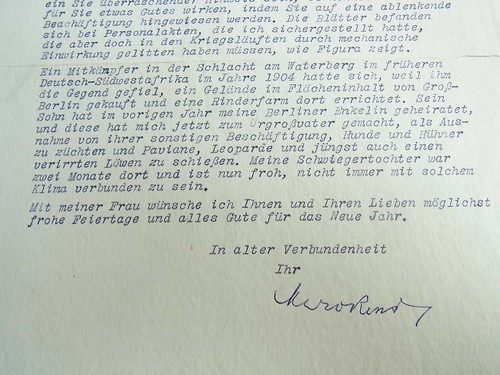 ein Sie überraschender
für Sie etwas Gutes wirken, indem Sie auf eine ablenkende
Beschäftigung hingewiesen werden. Die Blätter befanden
sich bei Personalakten, die ich sichergestellt hatte,
die aber doch in den Kriegsläuften durch mechanische
Einwirkung gelitten haben müssen, wie Figura zeigt.
Ein Mitkämpfer in der Schlacht am Waterberg im früheren
Deutsch-Südwestafrika im Jahre 1904 hatte sich, weil ihm
die Gegend gefiel, ein Gelände im Flächeninhalt von Groß-
Berlin gekauft und eine Rinderfarm dort errichtet. Sein
Sohn hat im vorigen Jahr meine Berliner Enkelin geheiratet,
und diese hat mich jetzt zum Urgroßvater gemacht, als Aus-
nahme von ihrer sonstigen Beschäftigung, Hunde und Hühner
zu züchten und Paviane, Leoparde und jüngst auch einen
verirrten Löwen zu schießen. Meine Schwiegertochter war
zwei Monate dort und ist nun froh, nicht immer mit solchem
Klima verbunden zu sein.
Mit meiner Frau wünsche ich Ihnen und Ihren Lieben möglichst
frohe Feiertage und alles Gute für das Neue Jahr.
In alter Verbundenheit
Ihr